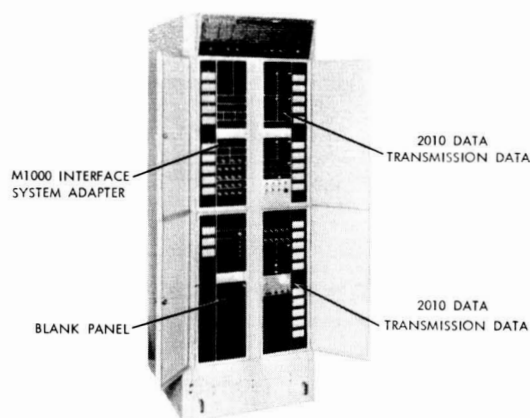 M1000 INTERFACE
SYSTEM ADAPTER
2010 DATA
TRANSMISSION DATA
BLANK PANEL
2010 DATA
TRANSMISSION DATA